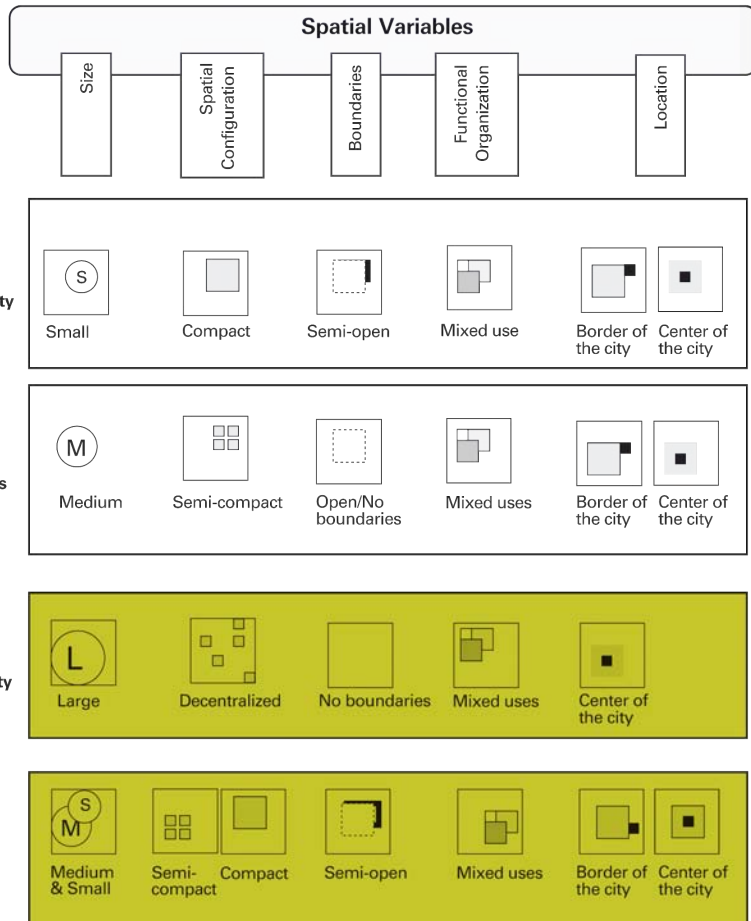 Spatial Variables
Size
Spatial
Configuration
Boundaries
Functional
Organization
Location
ty
S
Small
Compact
Semi-open
Mixed use
Border of
the city
Center of
the city
s
M
Medium
Semi-compact
Open/No
boundaries
Mixed uses
Border of
the city
Center of
the city
ty
L
Large
Decentralized
No boundaries
Mixed uses
Center of
the city
S
M
Medium
& Small
Semi-
compact
Compact
Semi-open
Mixed uses
Border of
the city
Center of
the city